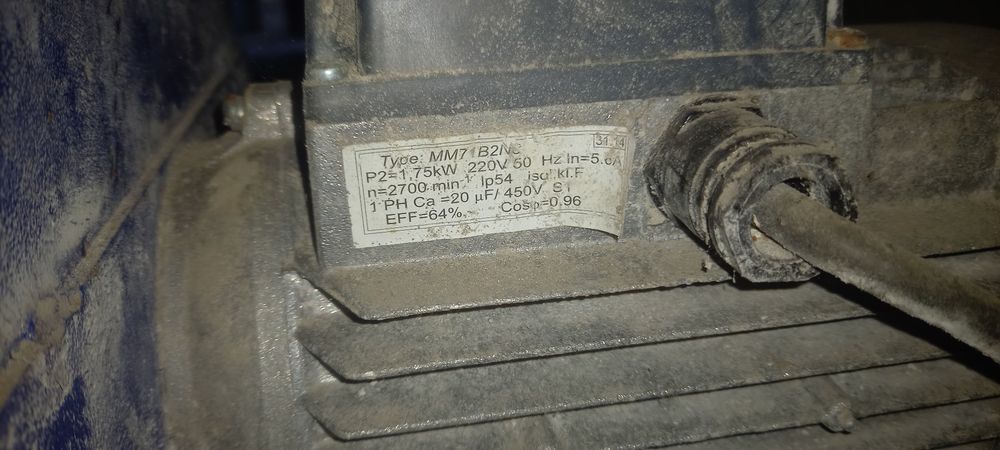 31.14
Type: MM71B2N
P2=1,75kW 220V 50 Hz In=5.
n=2700 min⁻¹ Ip54 isol.kl.F
1 PH Ca =20 µF/ 450V S1
EFF=64% Cosφ=0.96